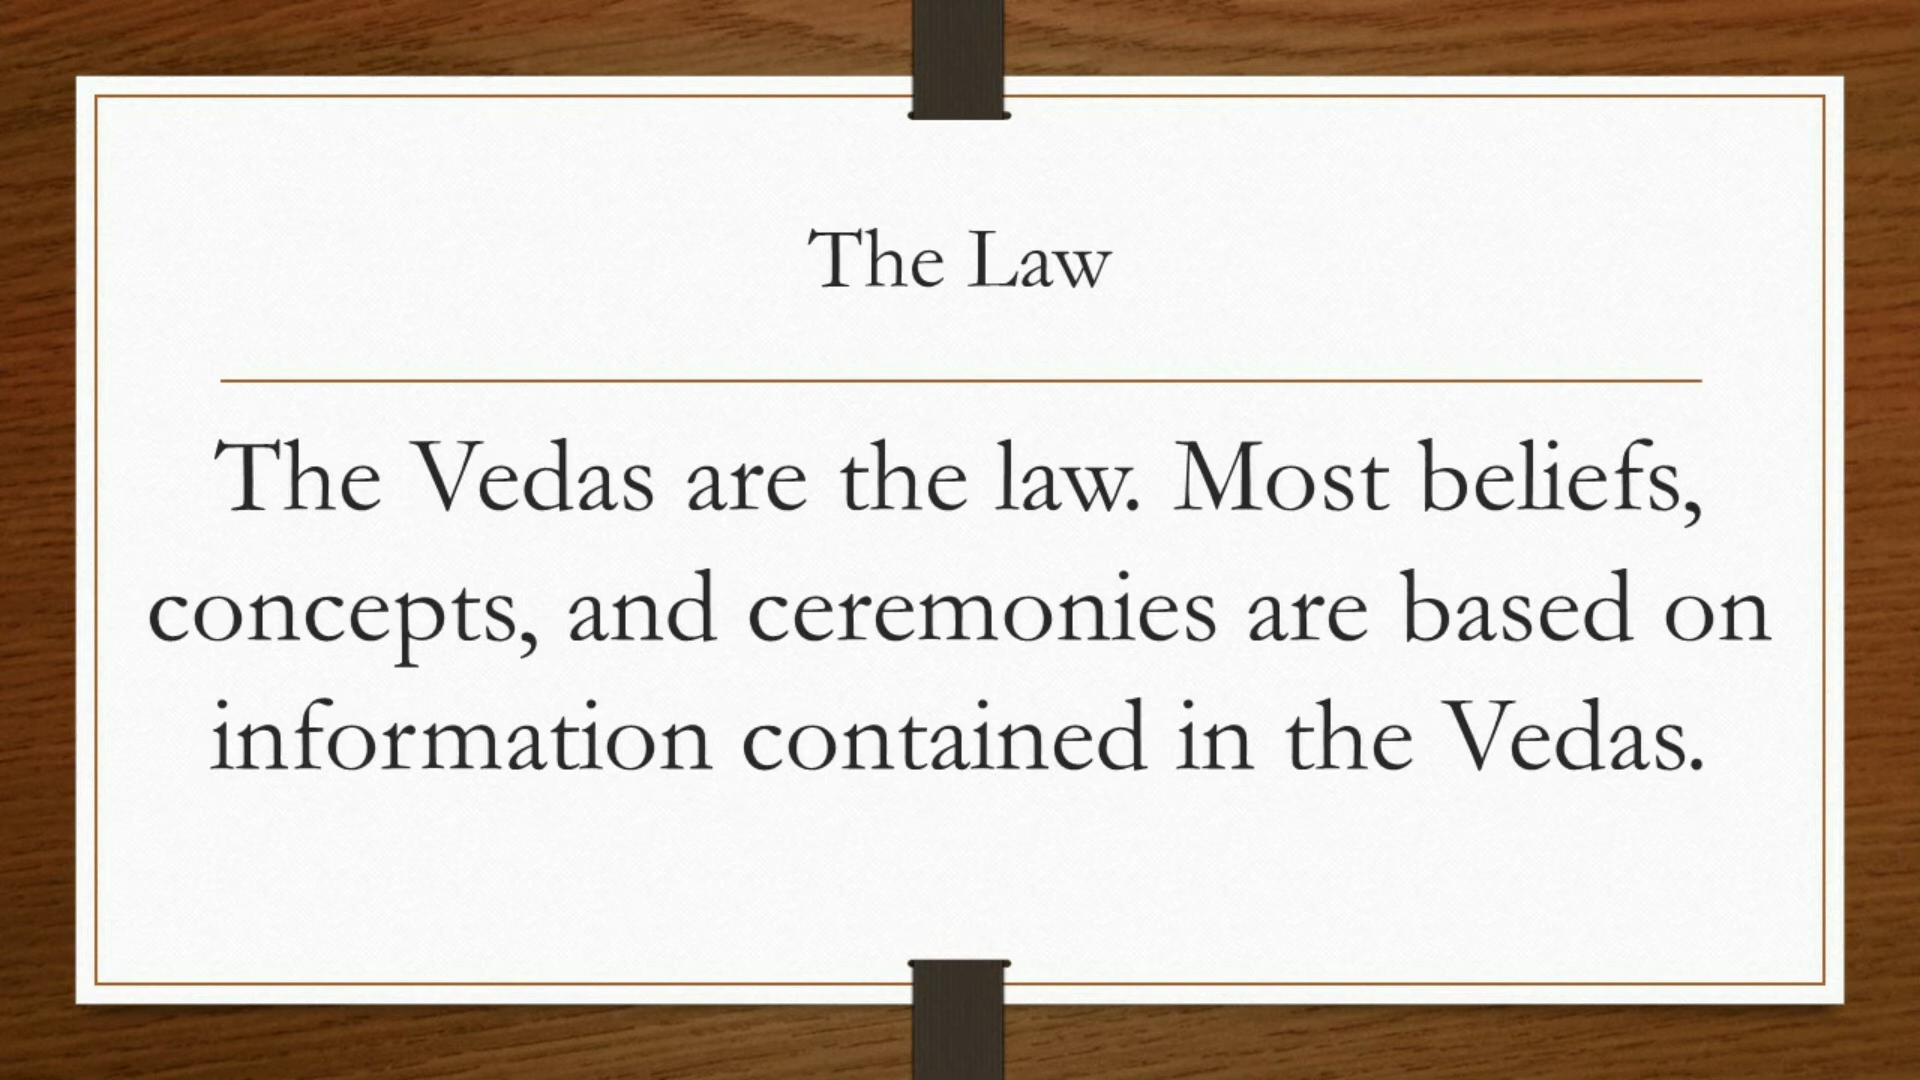 The Law
The Vedas are the law. Most beliefs,
concepts, and ceremonies are based on
information contained in the Vedas.